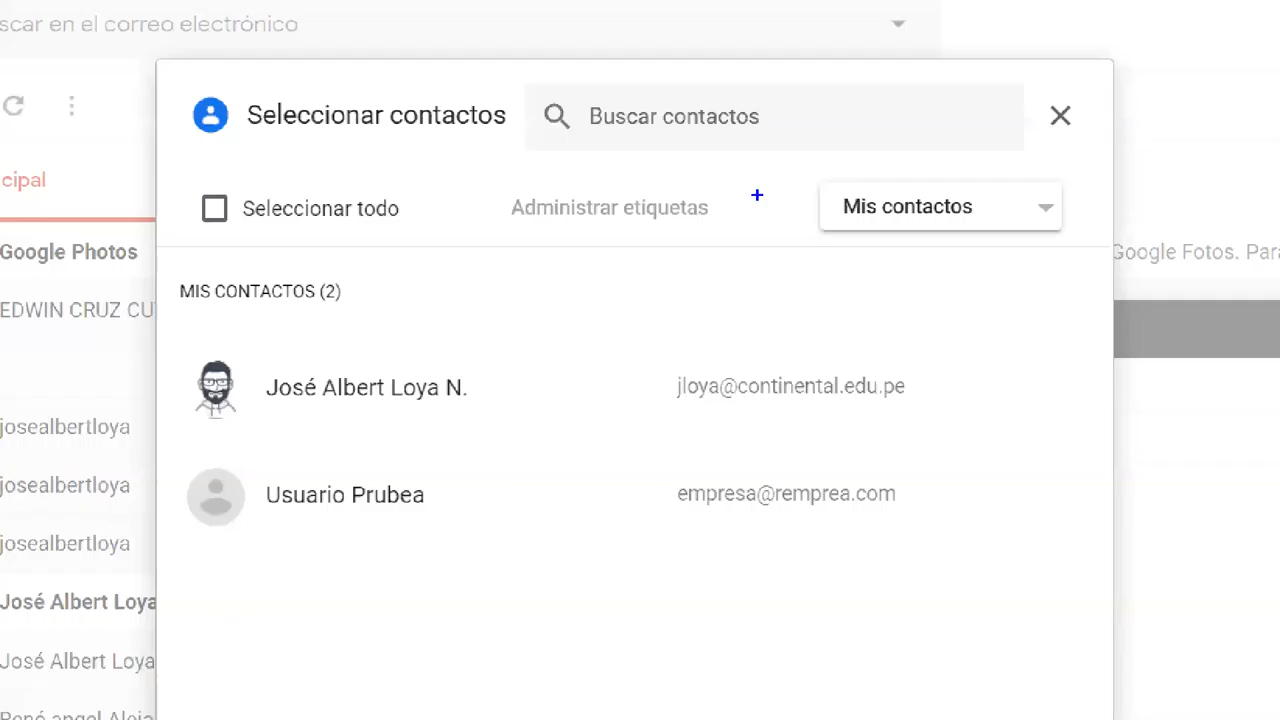 scar en el correo electrónico
Seleccionar contactos
Buscar contactos
cipal
Seleccionar todo
Administrar etiquetas
Mis contactos
Google Photos
Google Fotos. Para
MIS CONTACTOS (2)
EDWIN CRUZ CU
José Albert Loya N.
jloya@continental.edu.pe
josealbertloya
josealbertloya
Usuario Prubea
empresa@remprea.com
josealbertloya
José Albert Loya
José Albert Loya